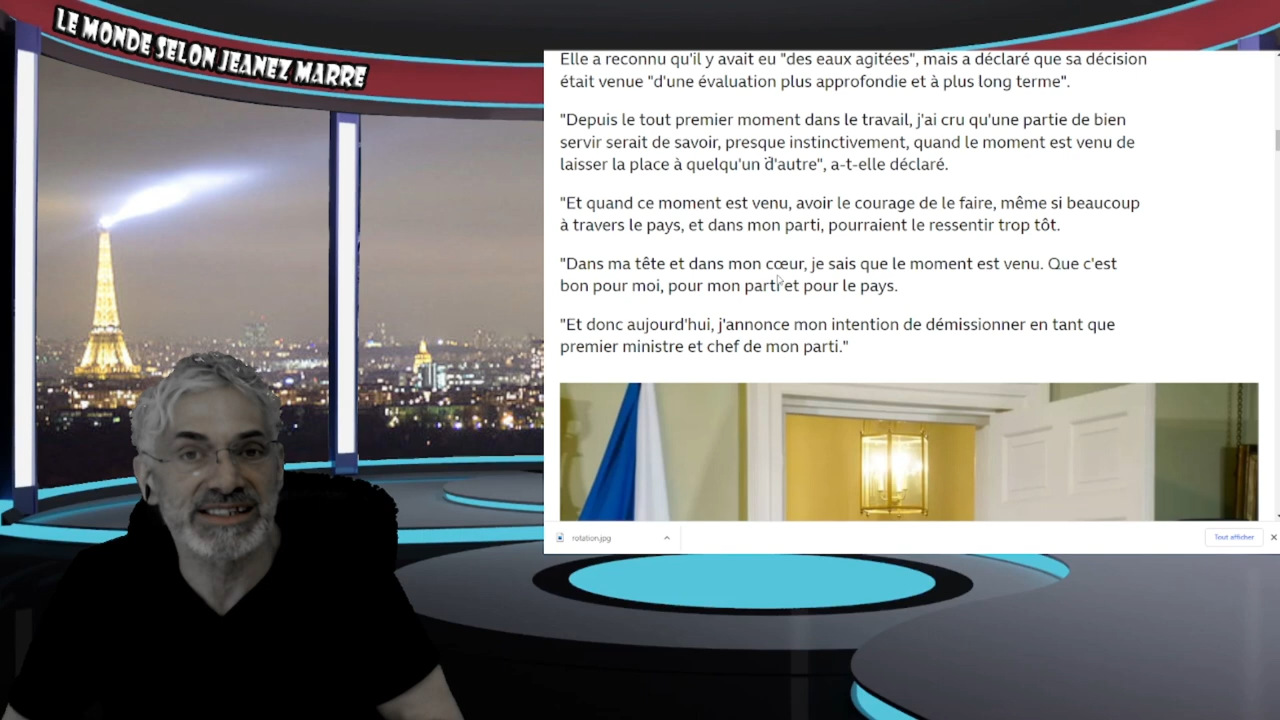 LE MONDE SELON JEANEZ MARRE
Elle a reconnu qu'il y avait eu "des eaux agitées", mais a déclaré que sa décision
était venue "d'une évaluation plus approfondie et à plus long terme".
"Depuis le tout premier moment dans le travail, j'ai cru qu'une partie de bien
servir serait de savoir, presque instinctivement, quand le moment est venu de
laisser la place à quelqu'un d'autre", a-t-elle déclaré.
"Et quand ce moment est venu, avoir le courage de le faire, même si beaucoup
à travers le pays, et dans mon parti, pourraient le ressentir trop tôt.
"Dans ma tête et dans mon cœur, je sais que le moment est venu. Que c'est
bon pour moi, pour mon parti et pour le pays.
"Et donc aujourd'hui, j'annonce mon intention de démissionner en tant que
premier ministre et chef de mon parti."
rotation.jpg
Tout afficher